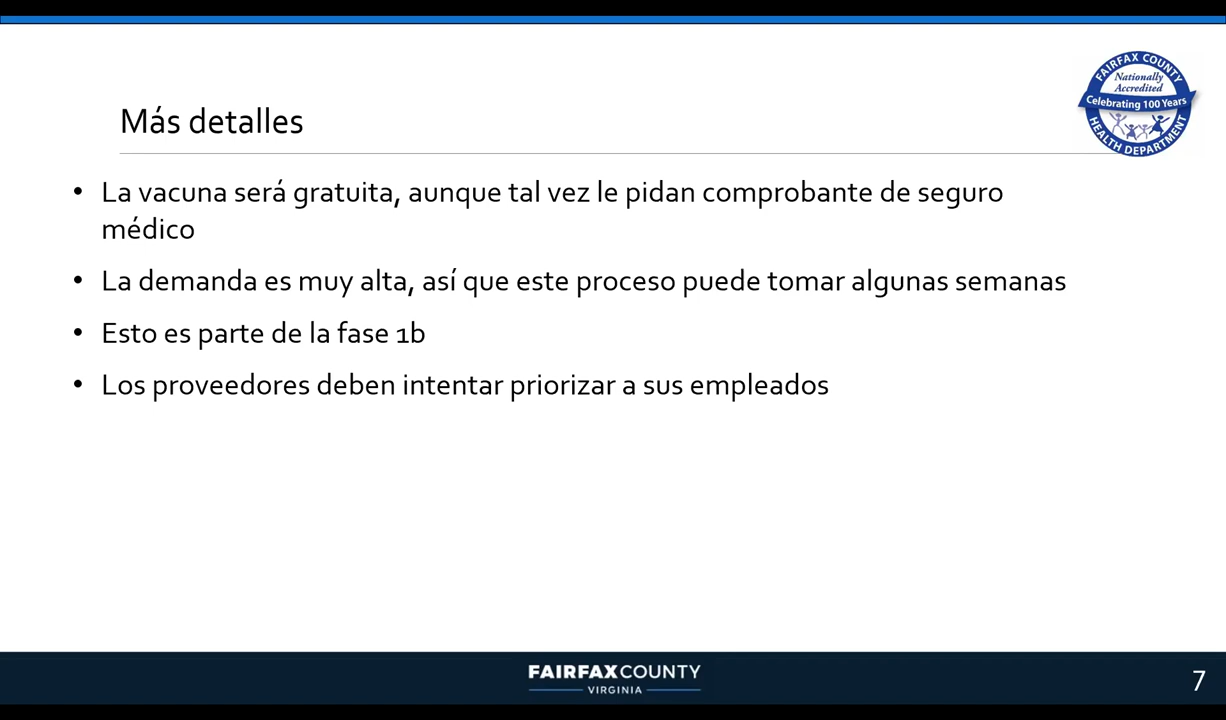 FAIRFAX COUNTY
Nationally
Accredited
Celebrating 100 Years
HEALTH DEPARTMENT
Más detalles
• La vacuna será gratuita, aunque tal vez le pidan comprobante de seguro
médico
• La demanda es muy alta, así que este proceso puede tomar algunas semanas
• Esto es parte de la fase 1b
• Los proveedores deben intentar priorizar a sus empleados
FAIRFAXCOUNTY
VIRGINIA
7